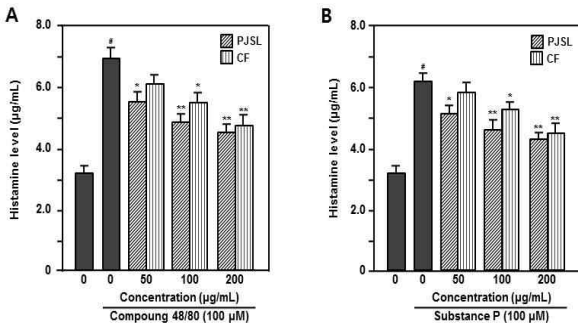 A
8.0
6.0
4.0
2.0
0
Histamine level (µg/mL)
#
*
**
*
**
**
PJSL
CF
0 0 50 100 200
Concentration (µg/mL)
Compoung 48/80 (100 µM)
B
8.0
6.0
4.0
2.0
0
Histamine level (µg/mL)
#
*
**
*
**
**
PJSL
CF
0 0 50 100 200
Concentration (µg/mL)
Substance P (100 µM)